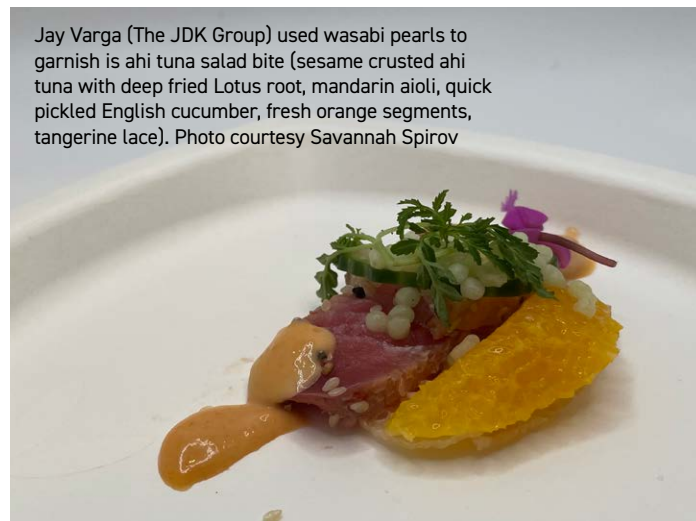 Jay Varga (The JDK Group) used wasabi pearls to
garnish is ahi tuna salad bite (sesame crusted ahi
tuna with deep fried Lotus root, mandarin aioli, quick
pickled English cucumber, fresh orange segments,
tangerine lace). Photo courtesy Savannah Spirov